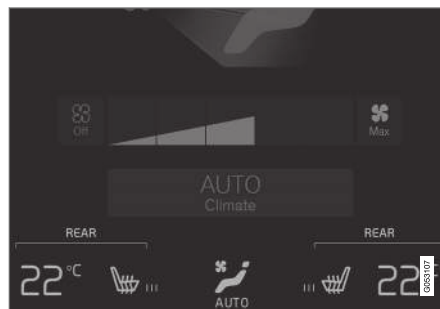 Off
Max
AUTO
Climate
REAR REAR
22°C 22°
AUTO
G053107